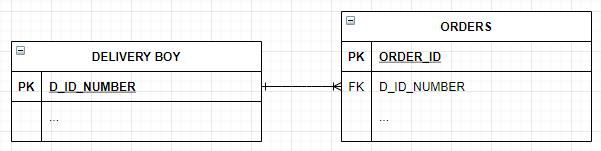 DELIVERY BOY
PK D_ID_NUMBER
...
ORDERS
PK ORDER_ID
FK D_ID_NUMBER
...